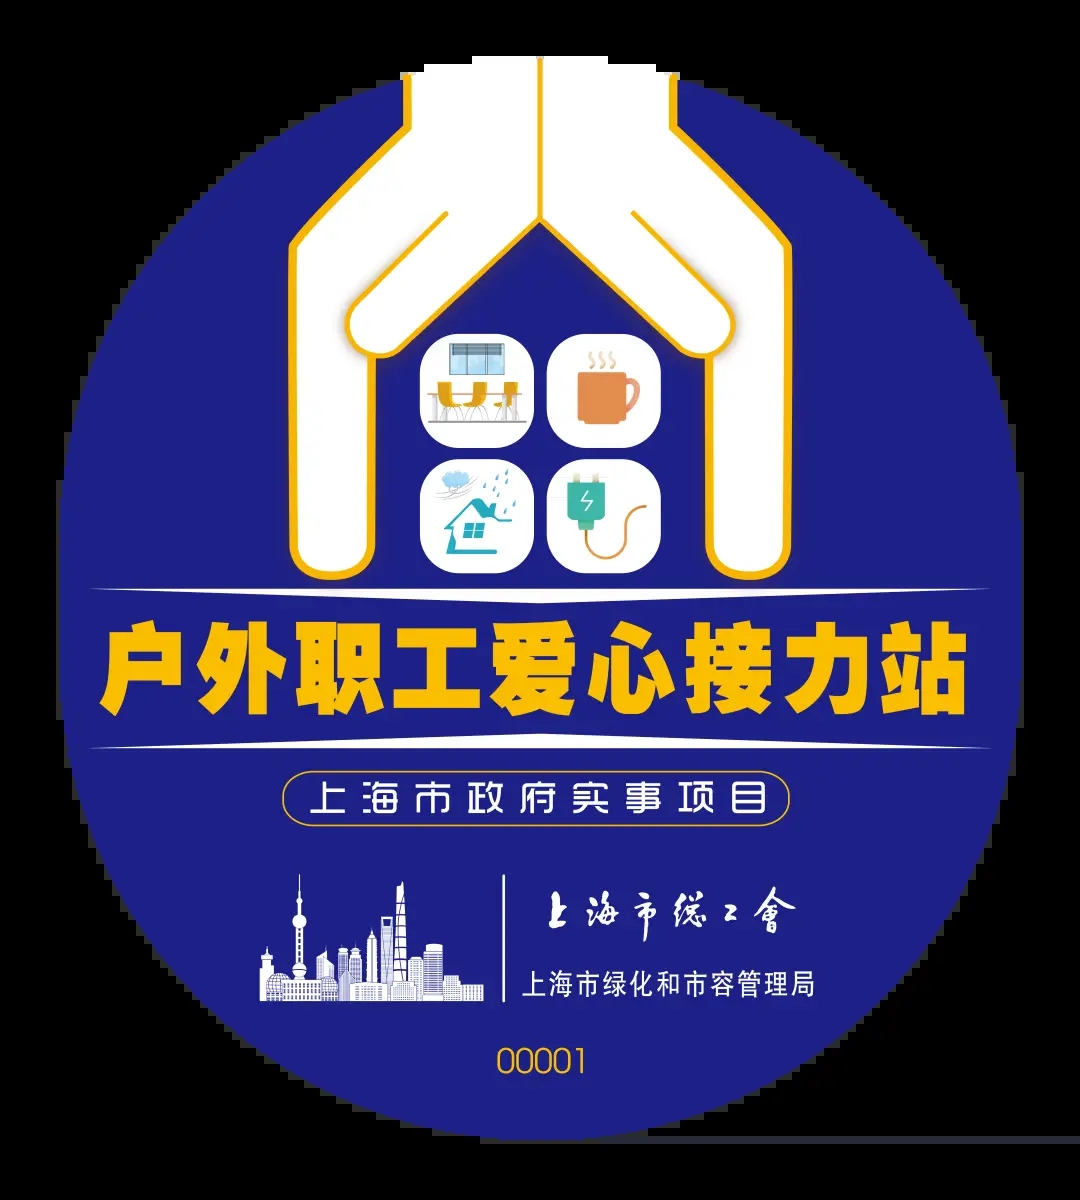 户外职工爱心接力站
上海市政府实事项目
上海市总工會
上海市绿化和市容管理局
00001